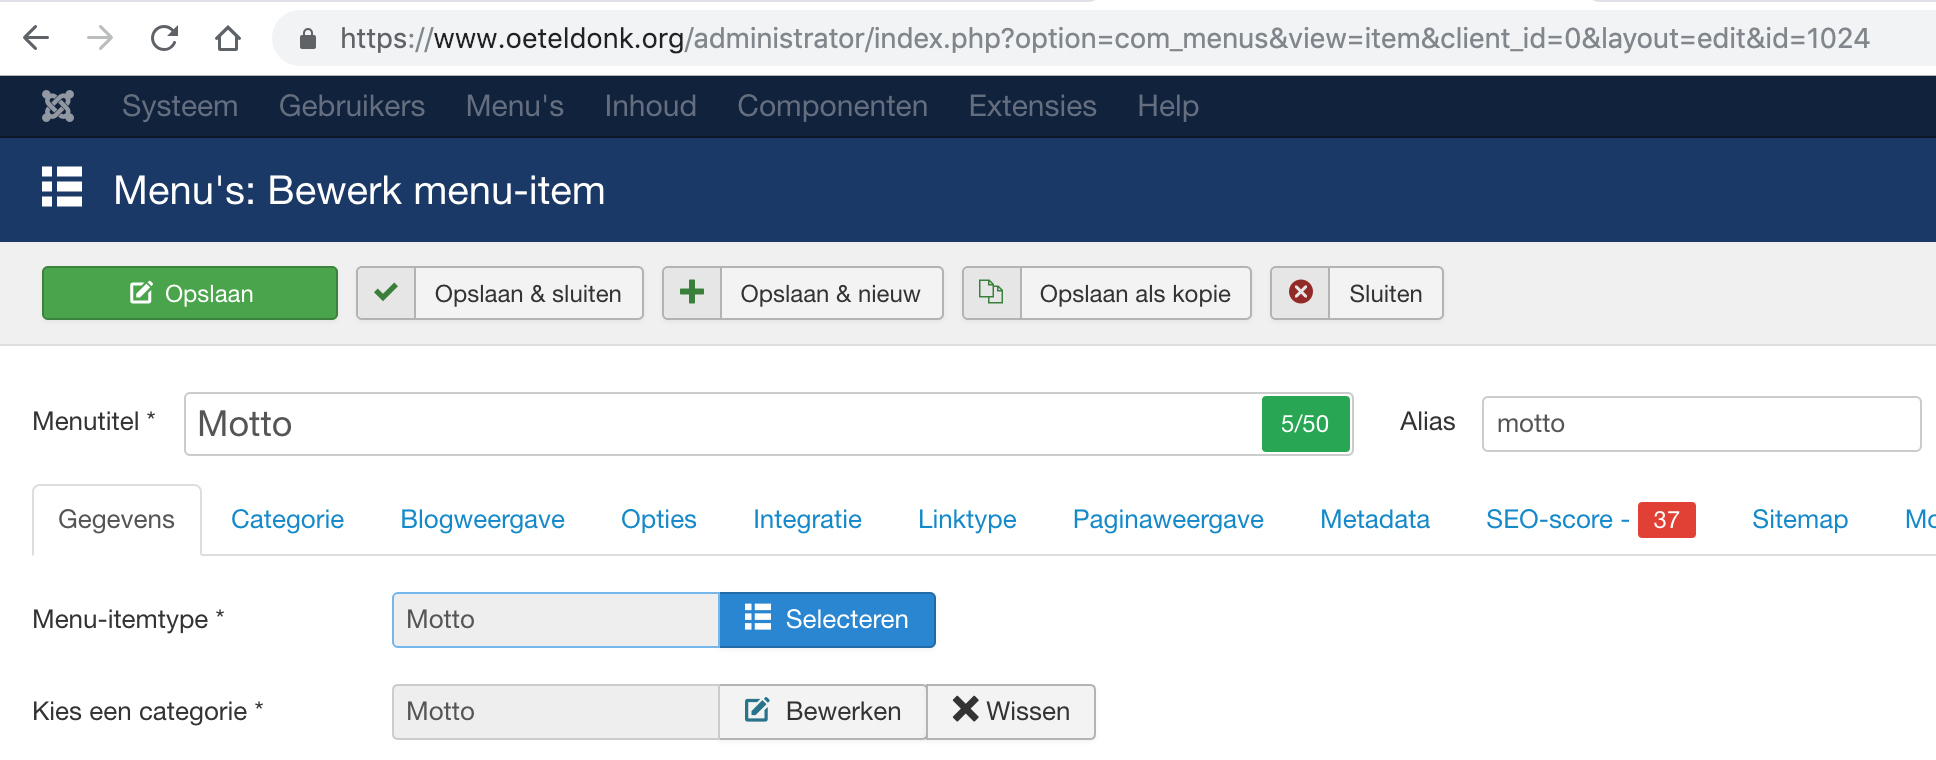 https://www.oeteldonk.org/administrator/index.php?option=com_menus&view=item&client_id=0&layout=edit&id=1024
Systeem Gebruikers Menu's Inhoud Componenten Extensies Help
Menu's: Bewerk menu-item
Opslaan Opslaan & sluiten Opslaan & nieuw Opslaan als kopie Sluiten
Menutitel * Motto 5/50 Alias motto
Gegevens Categorie Blogweergave Opties Integratie Linktype Paginaweergave Metadata SEO-score - 37 Sitemap
Menu-itemtype * Motto Selecteren
Kies een categorie * Motto Bewerken Wissen